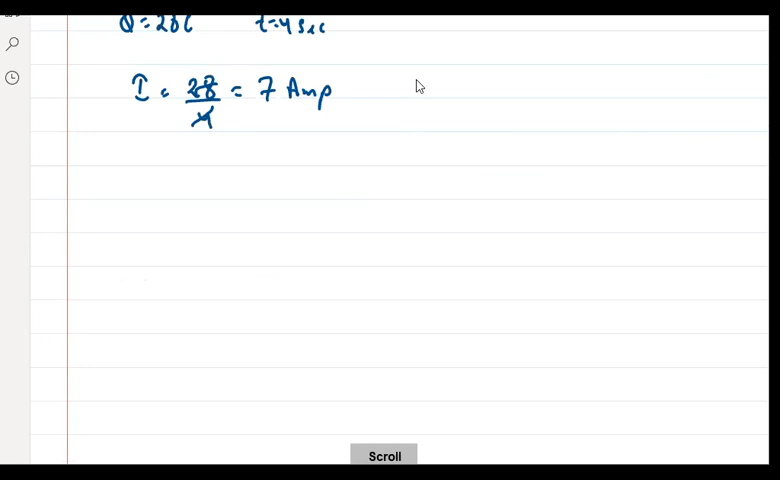 Q = 28C t=4 sec
I = 28/4 = 7 Amp
Scroll